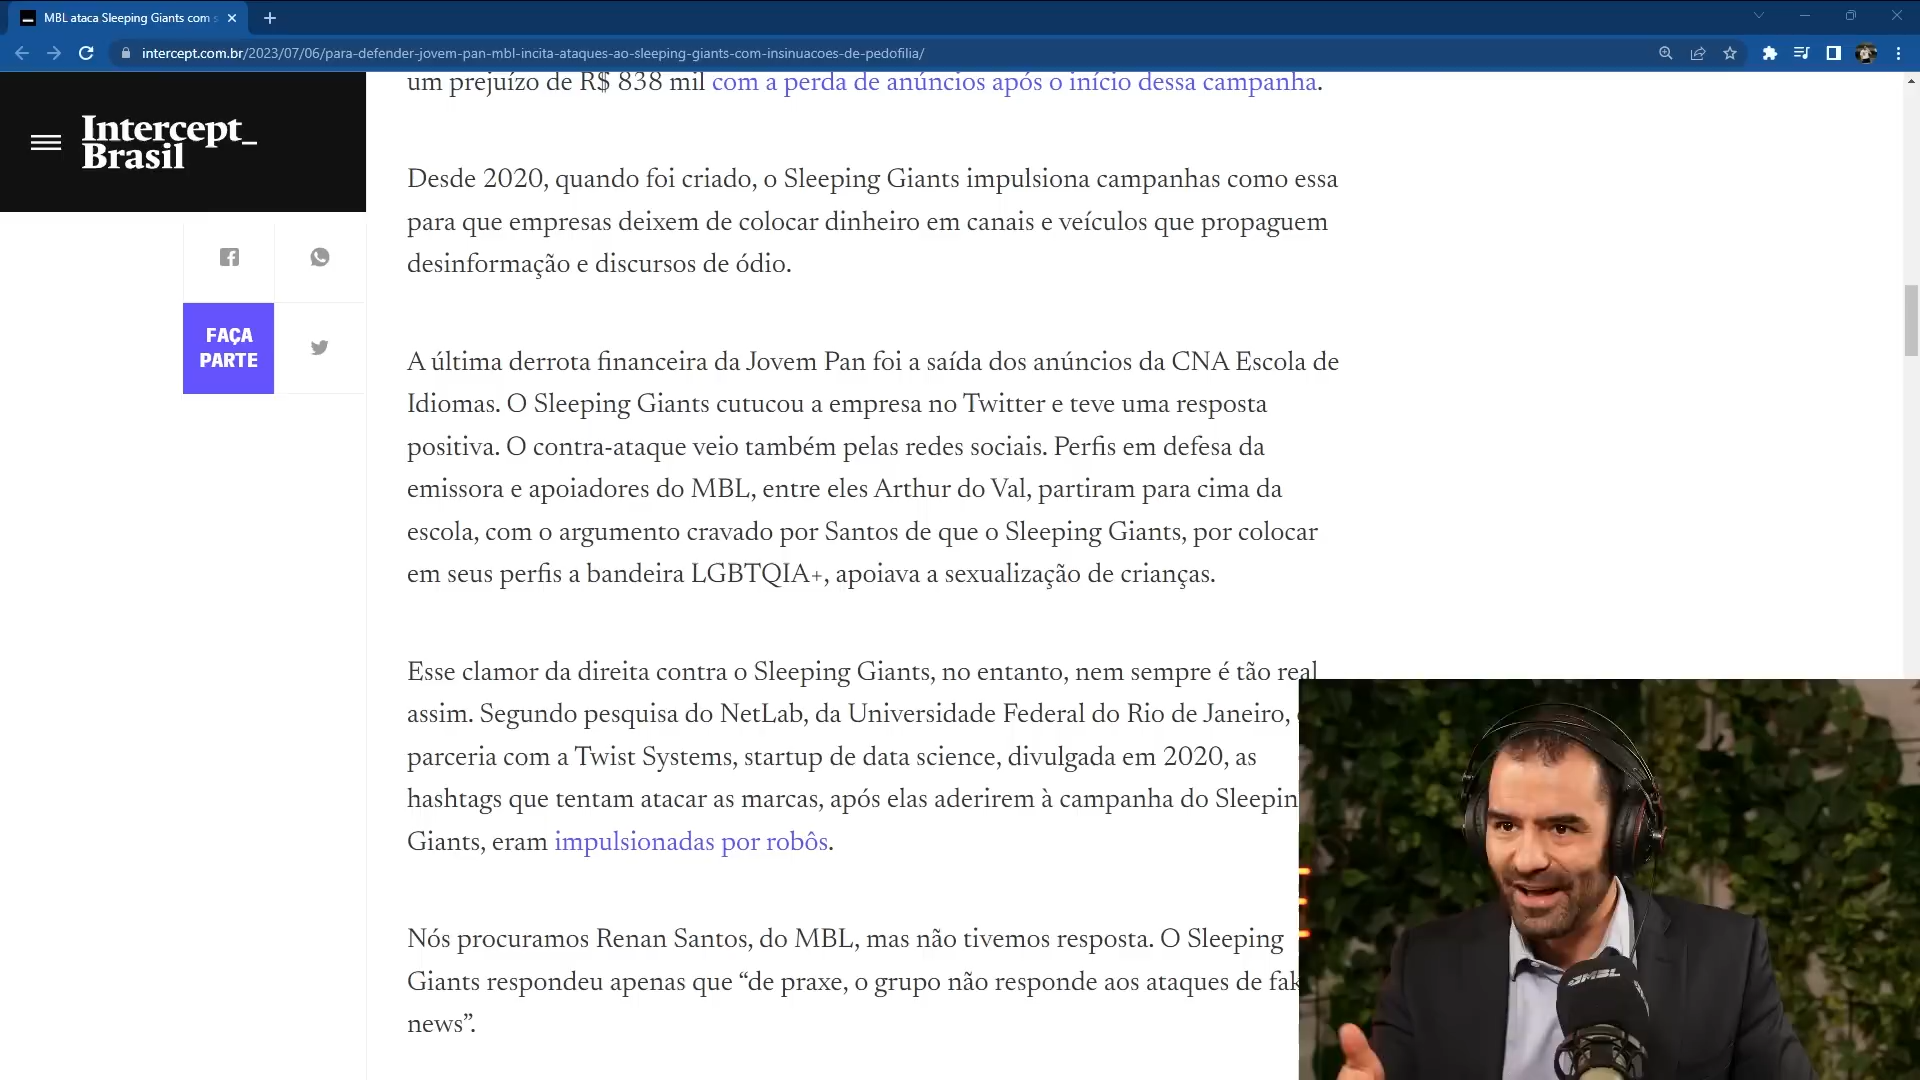 MBL ataca Sleeping Giants com
intercept.com.br/2023/07/06/para-defender-jovem-pan-mbl-incita-ataques-ao-sleeping-giants-com-insinuacoes-de-pedofilia/
Intercept_
Brasil
FAÇA
PARTE
um prejuízo de R$ 838 mil com a perda de anúncios após o início dessa campanha.
Desde 2020, quando foi criado, o Sleeping Giants impulsiona campanhas como essa
para que empresas deixem de colocar dinheiro em canais e veículos que propaguem
desinformação e discursos de ódio.
A última derrota financeira da Jovem Pan foi a saída dos anúncios da CNA Escola de
Idiomas. O Sleeping Giants cutucou a empresa no Twitter e teve uma resposta
positiva. O contra-ataque veio também pelas redes sociais. Perfis em defesa da
emissora e apoiadores do MBL, entre eles Arthur do Val, partiram para cima da
escola, com o argumento cravado por Santos de que o Sleeping Giants, por colocar
em seus perfis a bandeira LGBTQIA+, apoiava a sexualização de crianças.
Esse clamor da direita contra o Sleeping Giants, no entanto, nem sempre é tão real
assim. Segundo pesquisa do NetLab, da Universidade Federal do Rio de Janeiro,
parceria com a Twist Systems, startup de data science, divulgada em 2020, as
hashtags que tentam atacar as marcas, após elas aderirem à campanha do Sleepin
Giants, eram impulsionadas por robôs.
Nós procuramos Renan Santos, do MBL, mas não tivemos resposta. O Sleeping
Giants respondeu apenas que “de praxe, o grupo não responde aos ataques de fak
news”.
MBL